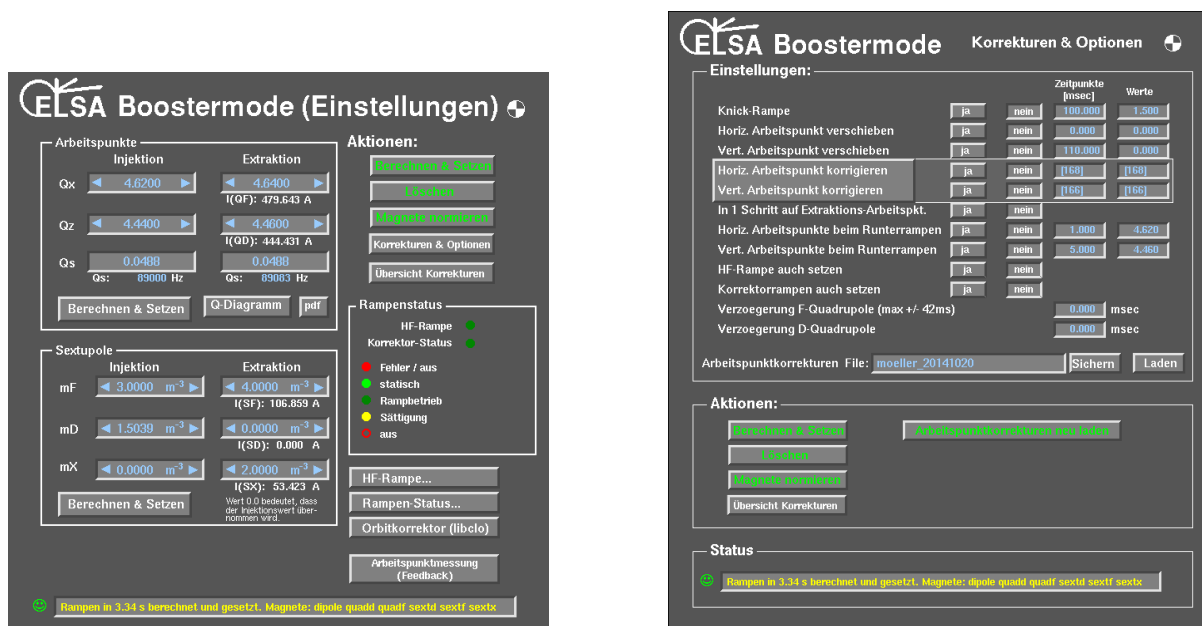 ELSA Boostermode (Einstellungen)
Arbeitspunkte
Injektion Extraktion
Qx 4.6200 4.6400
I(QF): 479.643 A
Qz 4.4400 4.4600
I(QD): 444.431 A
Qs 0.0488 0.0488
Qs: 89000 Hz Qs: 89083 Hz
Berechnen & Setzen Q-Diagramm pdf
Sextupole
Injektion Extraktion
mF 3.0000 m-3 4.0000 m-3
I(SF): 106.859 A
mD 1.5039 m-3 0.0000 m-3
I(SD): 0.000 A
mX 0.0000 m-3 2.0000 m-3
I(SX): 53.423 A
Berechnen & Setzen
Wert 0.0 bedeutet, dass
der Injektionswert über-
nommen wird.
Aktionen:
Berechnen & Setzen
Löschen
Magnete normieren
Korrekturen & Optionen
Übersicht Korrekturen
Rampenstatus
HF-Rampe
Korrektor-Status
Fehler / aus
statisch
Rampbetrieb
Sättigung
aus
HF-Rampe...
Rampen-Status...
Orbitkorrektor (libclo)
Arbeitspunktmessung
(Feedback)
Rampen in 3.34 s berechnet und gesetzt. Magnete: dipole quadd quadf sextd sextf sextx
ELSA Boostermode Korrekturen & Optionen
Einstellungen:
Zeitpunkte
[msec] Werte
Knick-Rampe ja nein 100.000 1.500
Horiz. Arbeitspunkt verschieben ja nein 0.000 0.000
Vert. Arbeitspunkt verschieben ja nein 110.000 0.000
Horiz. Arbeitspunkt korrigieren ja nein [168] [168]
Vert. Arbeitspunkt korrigieren ja nein [166] [166]
In 1 Schritt auf Extraktions-Arbeitspkt. ja nein
Horiz. Arbeitspunkte beim Runterrampen ja nein 1.000 4.620
Vert. Arbeitspunkte beim Runterrampen ja nein 5.000 4.460
HF-Rampe auch setzen ja nein
Korrektorrampen auch setzen ja nein
Verzoegerung F-Quadrupole (max +/- 42ms) 0.000 msec
Verzoegerung D-Quadrupole 0.000 msec
Arbeitspunktkorrekturen File: moeller_20141020 Sichern Laden
Aktionen:
Berechnen & Setzen Arbeitspunktkorrekturen neu laden
Löschen
Magnete normieren
Übersicht Korrekturen
Status
Rampen in 3.34 s berechnet und gesetzt. Magnete: dipole quadd quadf sextd sextf sextx